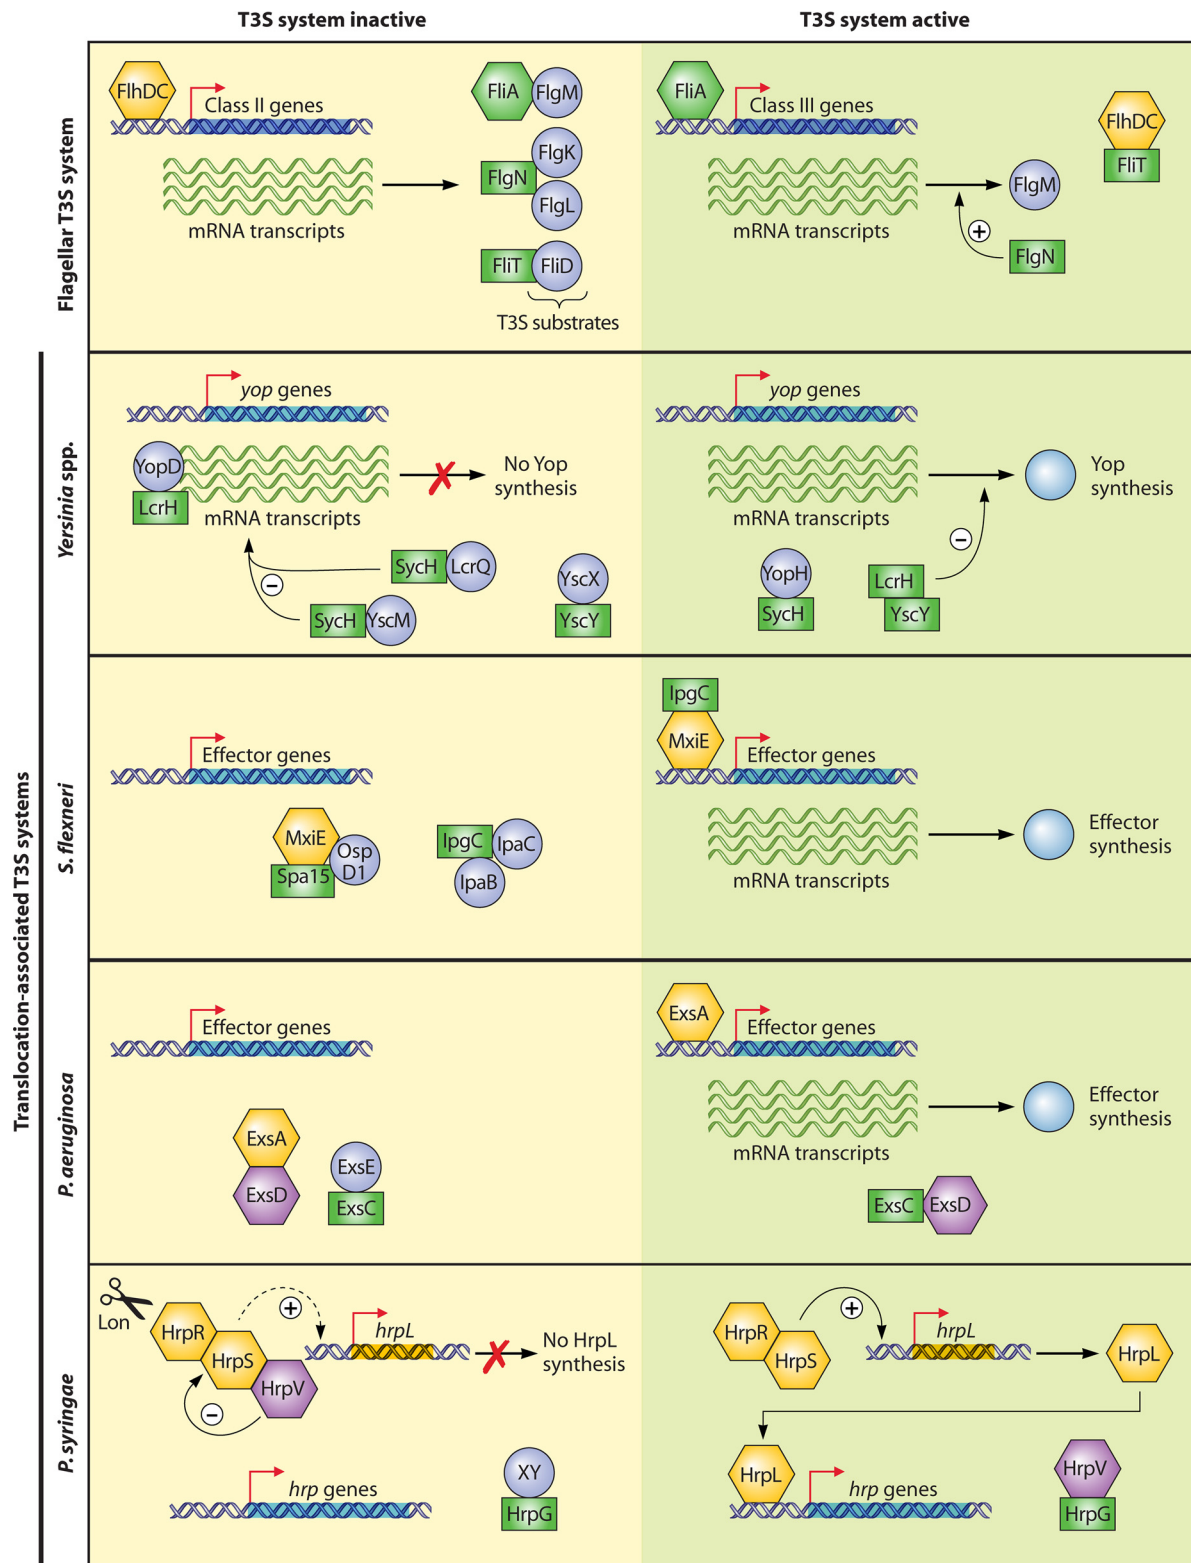 T3S system inactive
T3S system active
Flagellar T3S system
FlhDC
Class II genes
mRNA transcripts
FliA
FlgM
FlgN
FlgK
FlgL
FliT
FliD
T3S substrates
FliA
Class III genes
mRNA transcripts
FlgM
+
FlgN
FlhDC
FliT
Translocation-associated T3S systems
Yersinia spp.
yop genes
YopD
LcrH
mRNA transcripts
No Yop
synthesis
−
SycH
LcrQ
SycH
YscM
YscX
YscY
yop genes
mRNA transcripts
Yop
synthesis
−
YopH
SycH
LcrH
YscY
S. flexneri
Effector genes
MxiE
Spa15
Osp
D1
IpgC
IpaC
IpaB
IpgC
MxiE
Effector genes
mRNA transcripts
Effector
synthesis
P. aeruginosa
Effector genes
ExsA
ExsD
ExsE
ExsC
ExsA
Effector genes
mRNA transcripts
Effector
synthesis
ExsC
ExsD
P. syringae
Lon
HrpR
HrpS
HrpV
+
−
hrpL
No HrpL
synthesis
hrp genes
XY
HrpG
HrpR
HrpS
+
hrpL
HrpL
HrpL
hrp genes
HrpV
HrpG